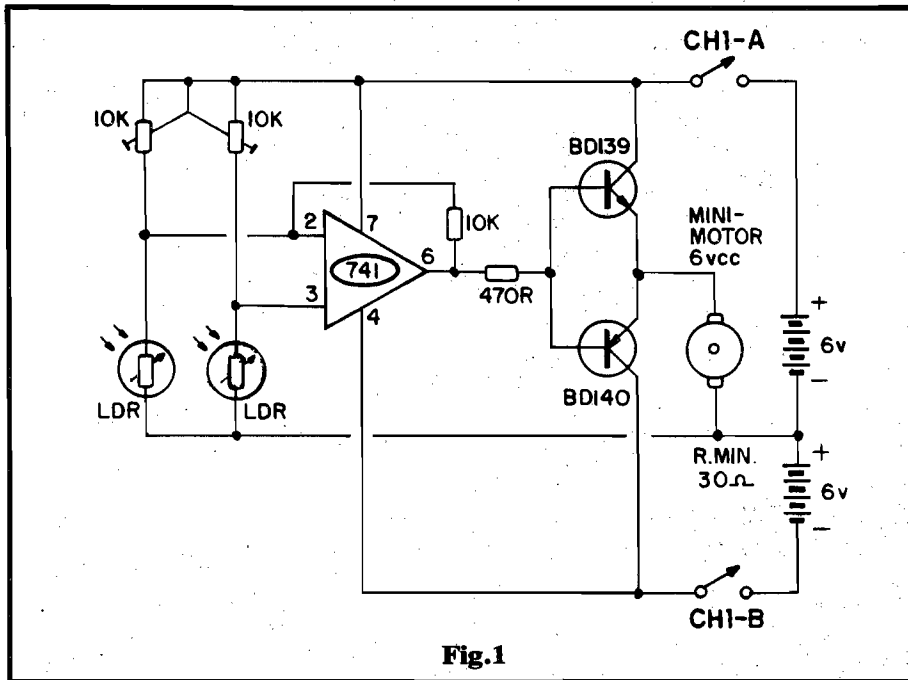 CH1-A
10K
10K
BD139
MINI-
MOTOR
6vcc
2
7
10K
741
6
3
4
470R
+
6v
-
BD140
LDR
LDR
R.MIN.
30Ω
+
6v
-
CH1-B
Fig.1